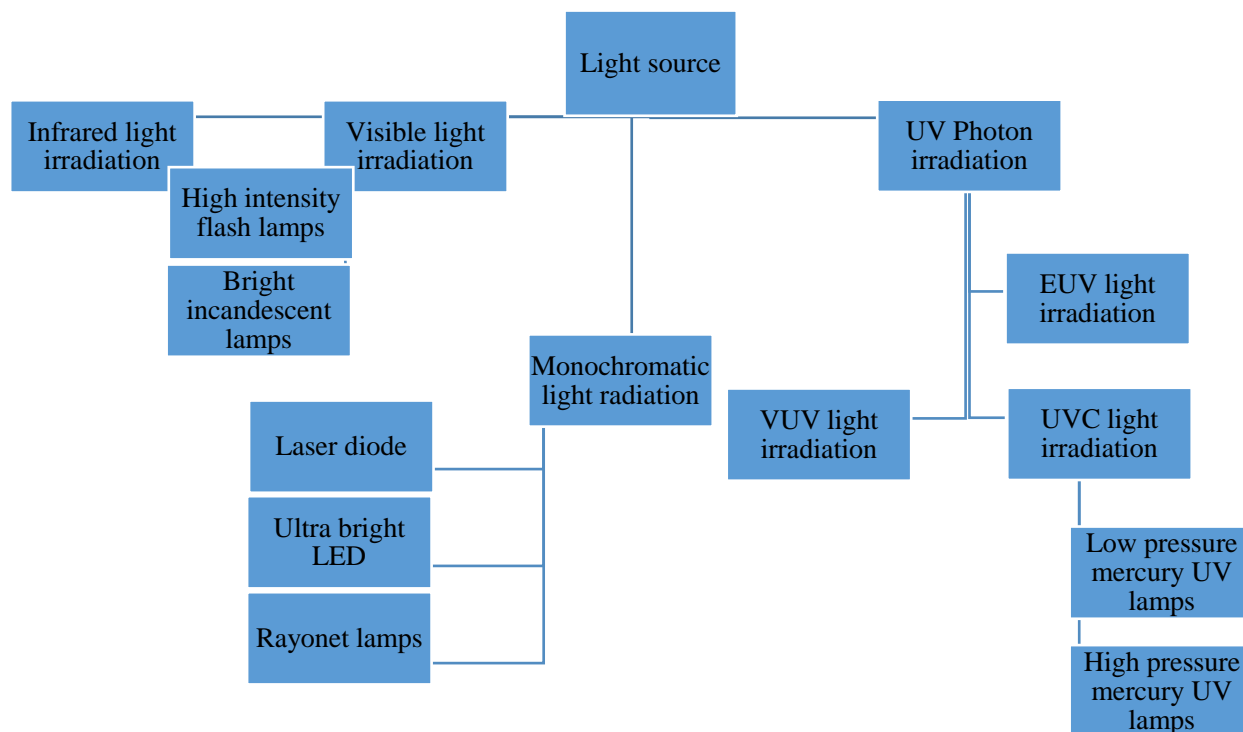 Light source
Infrared light
irradiation
Visible light
irradiation
UV Photon
irradiation
High intensity
flash lamps
Bright
incandescent
lamps
EUV light
irradiation
Monochromatic
light radiation
VUV light
irradiation
UVC light
irradiation
Laser diode
Ultra bright
LED
Rayonet lamps
Low pressure
mercury UV
lamps
High pressure
mercury UV
lamps